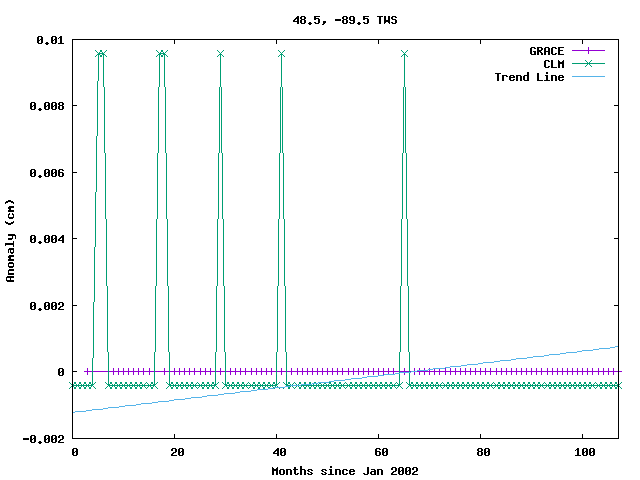 48.5, -89.5 TWS
0.01
GRACE
CLM
Trend Line
0.008
0.006
0.004
0.002
0
-0.002
Anomaly (cm)
0 20 40 60 80 100
Months since Jan 2002